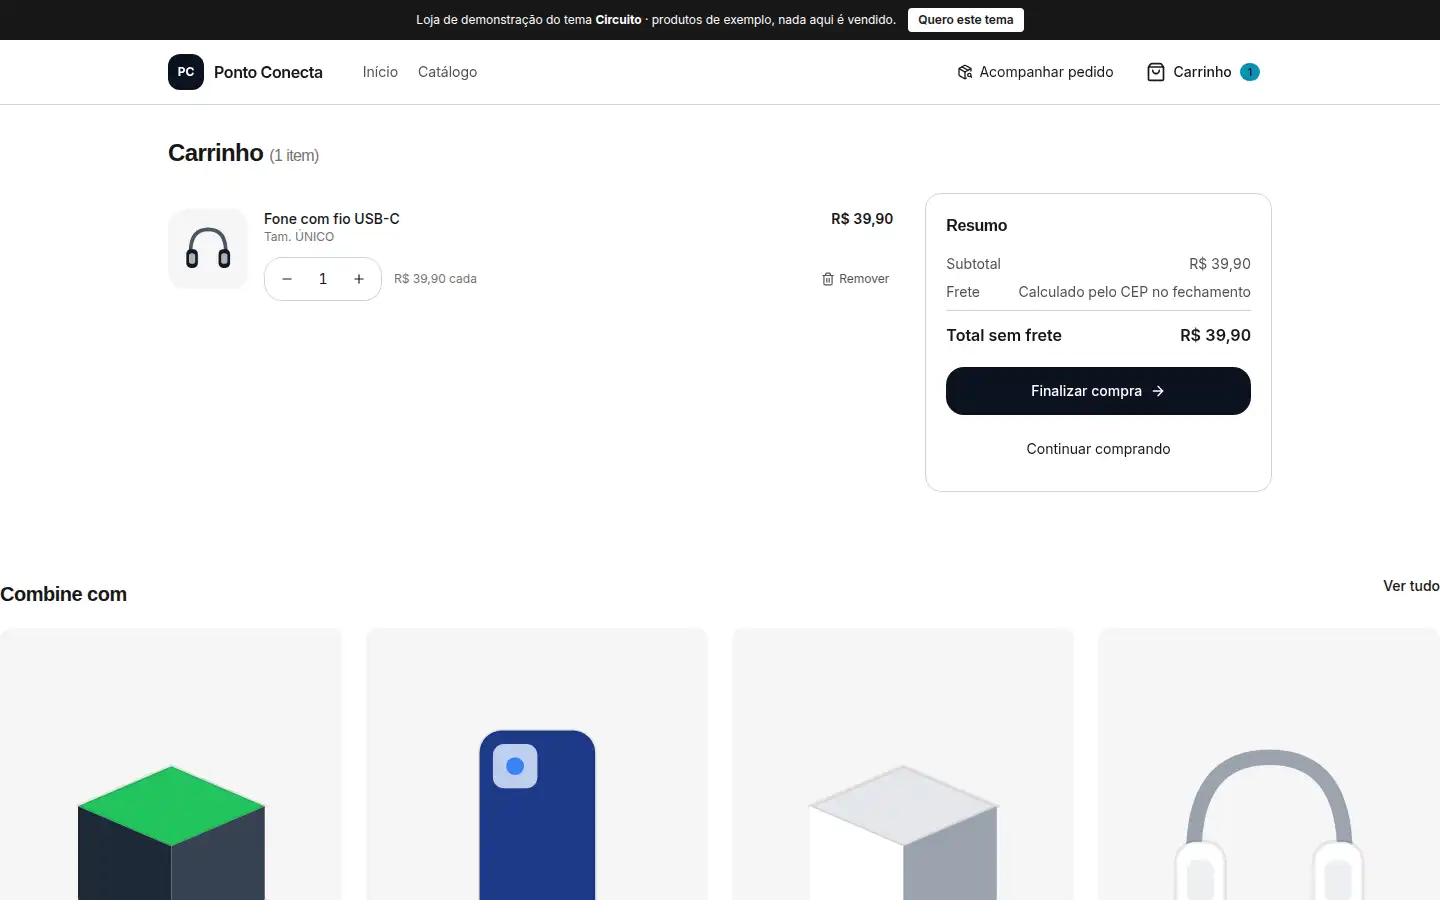 Loja de demonstração do tema Circuito · produtos de exemplo, nada aqui é vendido. Quero este tema
PC Ponto Conecta Início Catálogo Acompanhar pedido Carrinho 1
Carrinho (1 item)
Fone com fio USB-C R$ 39,90
Tam. ÚNICO
− 1 + R$ 39,90 cada Remover
Resumo
Subtotal R$ 39,90
Frete Calculado pelo CEP no fechamento
Total sem frete R$ 39,90
Finalizar compra →
Continuar comprando
Combine com Ver tudo